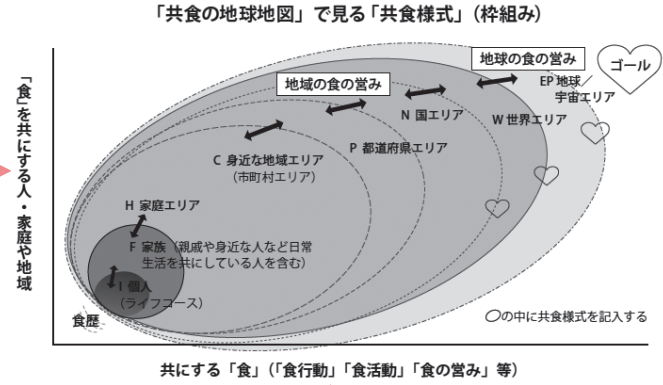 「共食の地球地図」で見る「共食様式」（枠組み）
地球の食の営み
ゴール
地域の食の営み
EP 地球／
宇宙エリア
N 国エリア
W 世界エリア
P 都道府県エリア
C 身近な地域エリア
（市町村エリア）
H 家庭エリア
F 家族（親戚や身近な人など日常
生活を共にしている人を含む）
I 個人
（ライフコース）
食歴
の中に共食様式を記入する
「食」を共にする人・家庭や地域
共にする「食」（「食行動」「食活動」「食の営み」等）